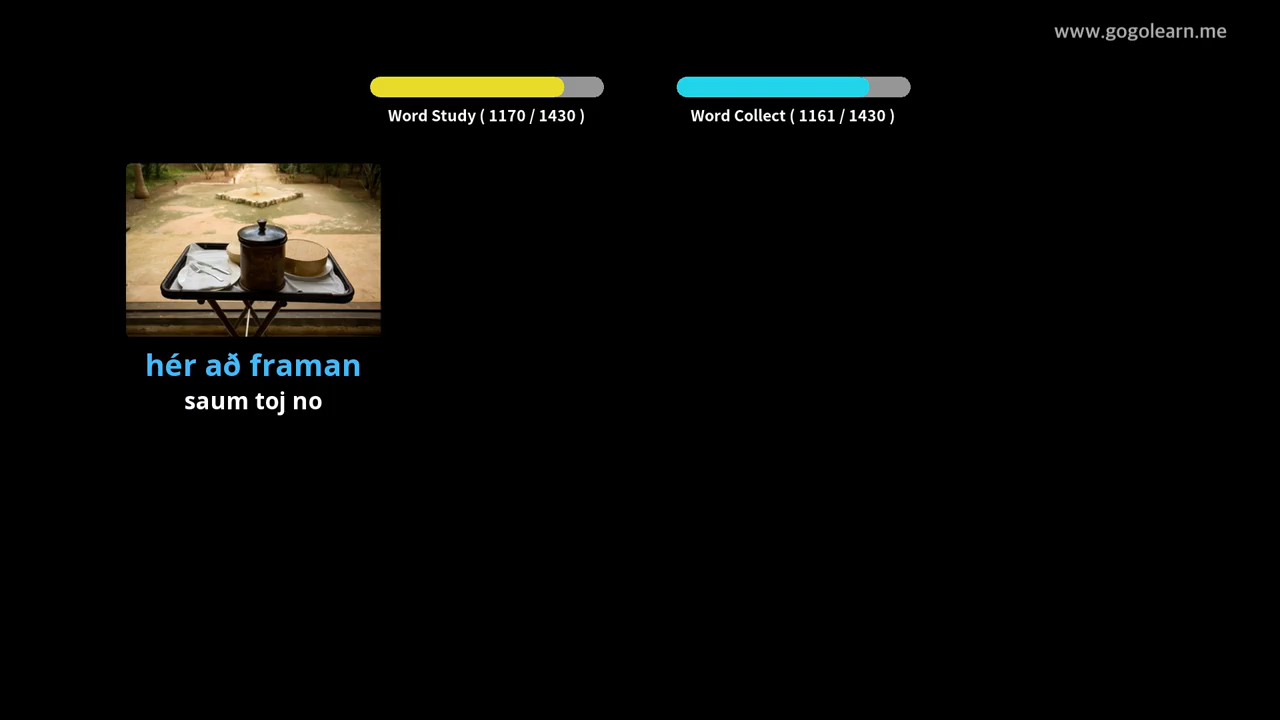 www.gogolearn.me
Word Study ( 1170 / 1430 )
Word Collect ( 1161 / 1430 )
hér að framan
saum toj no